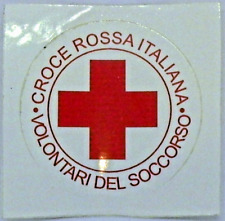 CROCE ROSSA ITALIANA
• VOLONTARI DEL SOCCORSO •